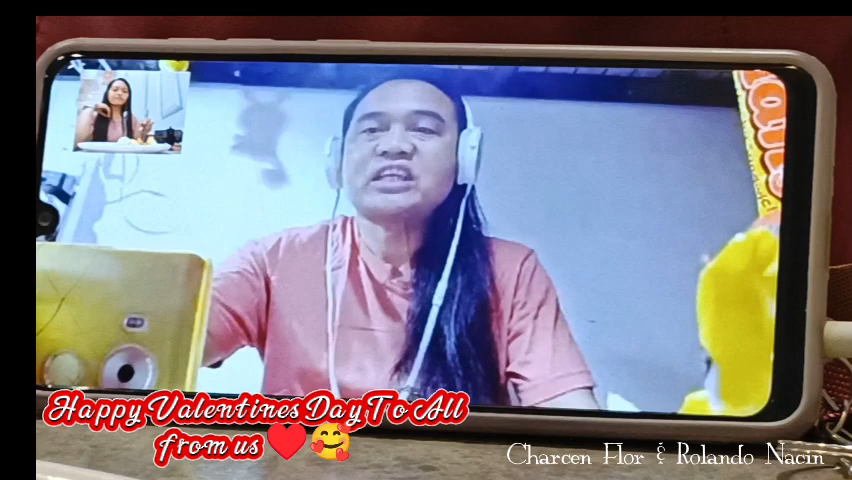 Happy Valentines Day To All
from us ❤️🥰
Charcen Flor & Rolando Nacin